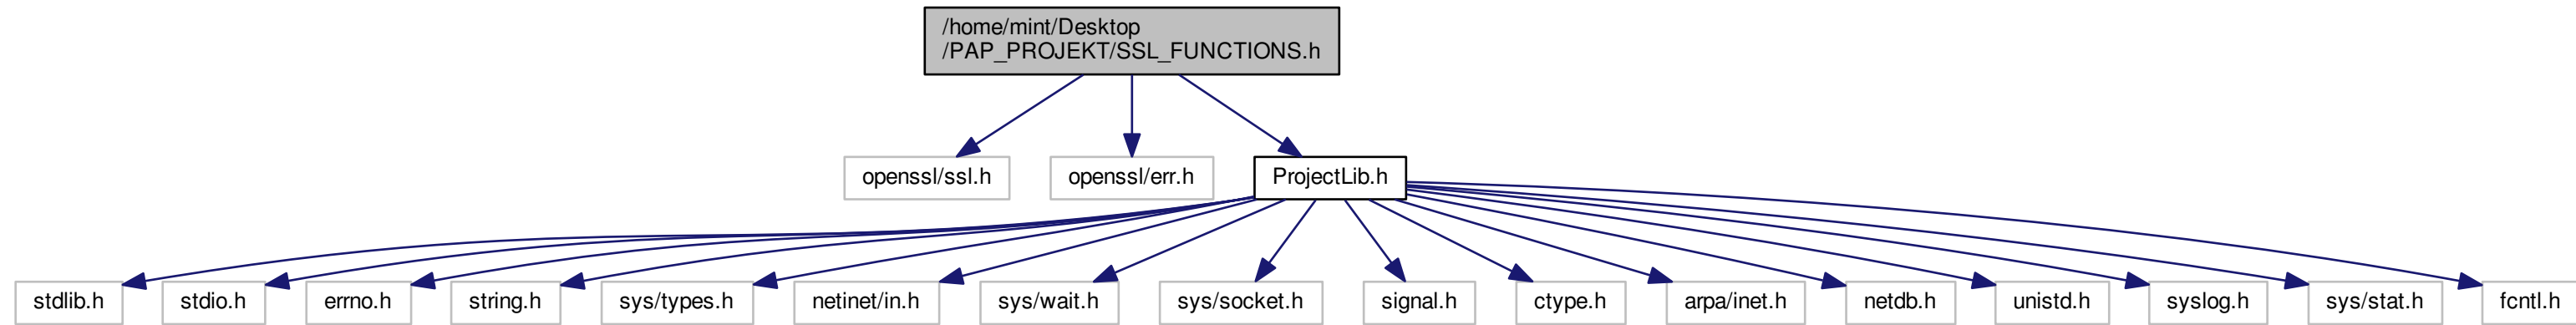 /home/mint/Desktop
/PAP_PROJEKT/SSL_FUNCTIONS.h
openssl/ssl.h
openssl/err.h
ProjectLib.h
stdlib.h
stdio.h
errno.h
string.h
sys/types.h
netinet/in.h
sys/wait.h
sys/socket.h
signal.h
ctype.h
arpa/inet.h
netdb.h
unistd.h
syslog.h
sys/stat.h
fcntl.h